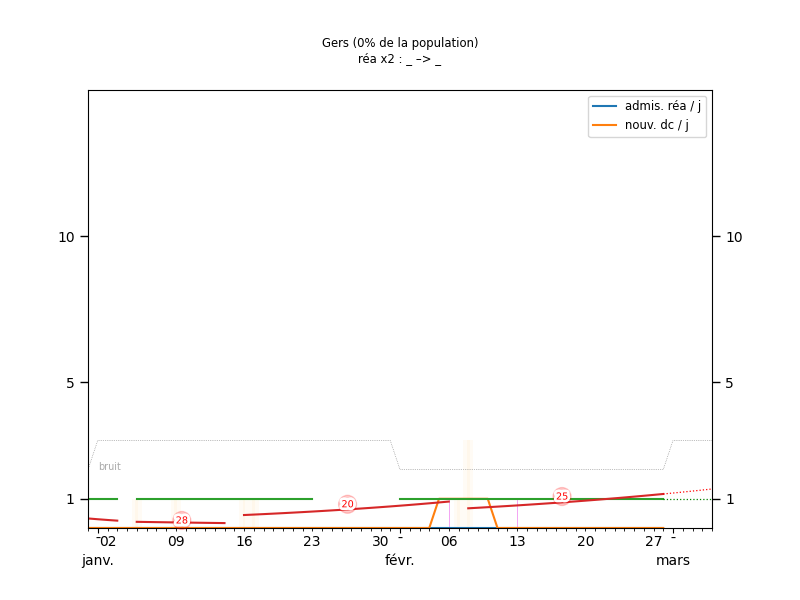 Gers (0% de la population)
réa x2 : _ –> _
admis. réa / j
nouv. dc / j
10 10
5 5
bruit
1 1
28 20 25
02 09 16 23 30 06 13 20 27
janv. févr. mars